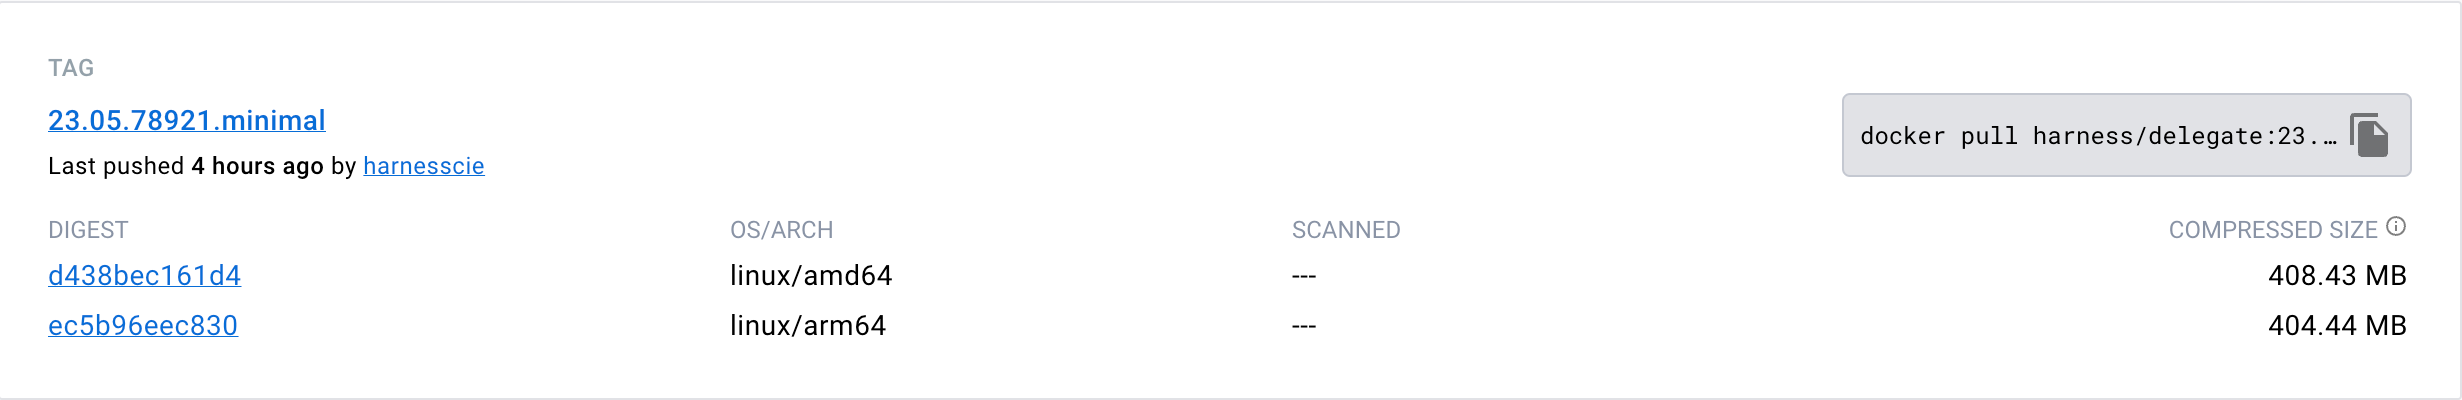 TAG
23.05.78921.minimal
docker pull harness/delegate:23.…
Last pushed 4 hours ago by harnesscie
DIGEST OS/ARCH SCANNED COMPRESSED SIZE
d438bec161d4 linux/amd64 --- 408.43 MB
ec5b96eec830 linux/arm64 --- 404.44 MB